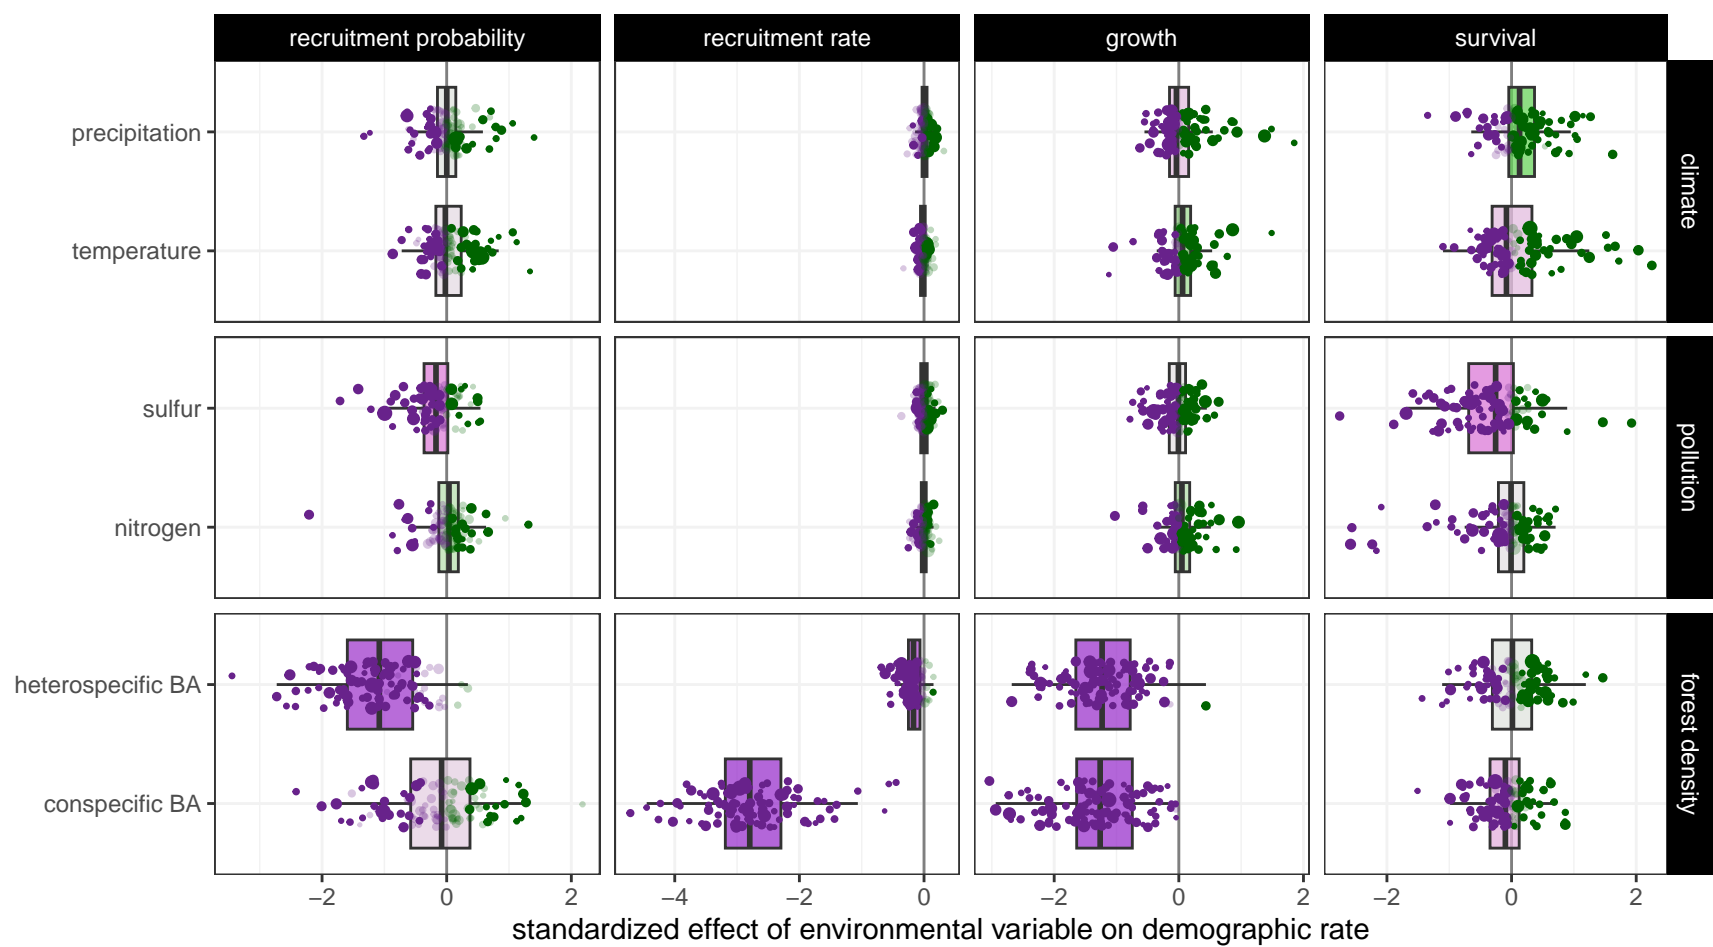 recruitment probability recruitment rate growth survival
precipitation
temperature
climate
sulfur
nitrogen
pollution
heterospecific BA
conspecific BA
forest density
−2 0 2 −4 −2 0 −2 0 2 −2 0 2
standardized effect of environmental variable on demographic rate